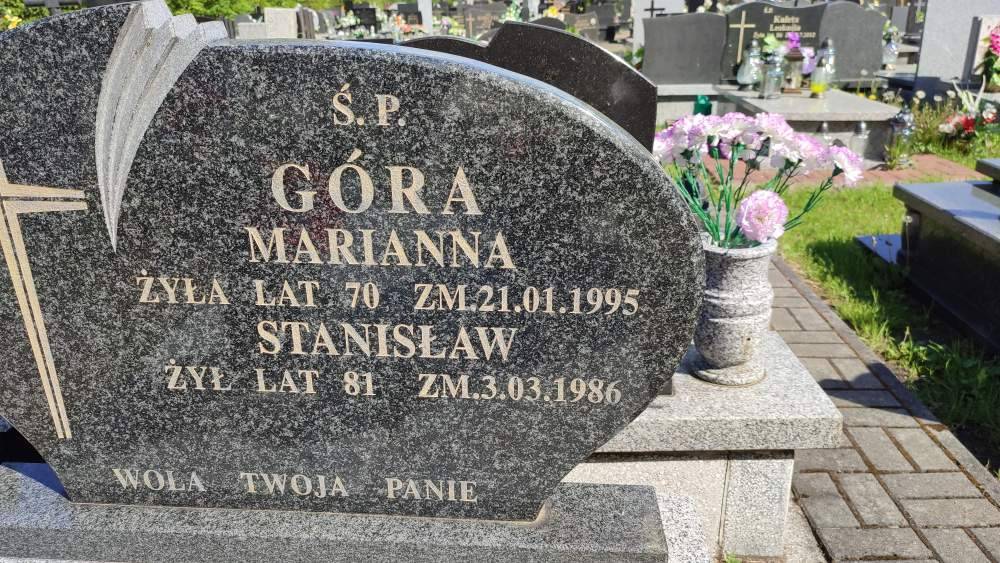 Ś. P.
GÓRA
MARIANNA
ŻYŁA LAT 70 ZM.21.01.1995
STANISŁAW
ŻYŁ LAT 81 ZM.3.03.1986
WOLA TWOJA PANIE
Kaleta